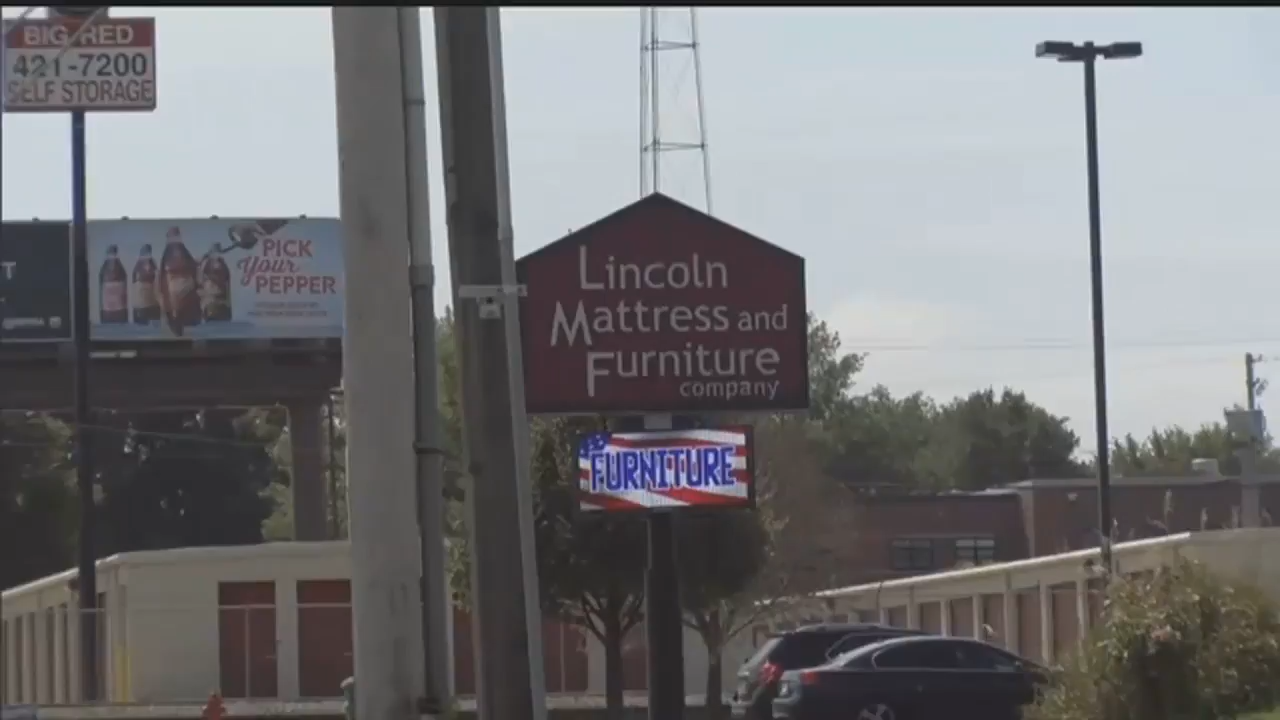 BIG RED
421-7200
SELF STORAGE
T
PICK
Your
PEPPER
Lincoln
Mattress and
Furniture
company
FURNITURE